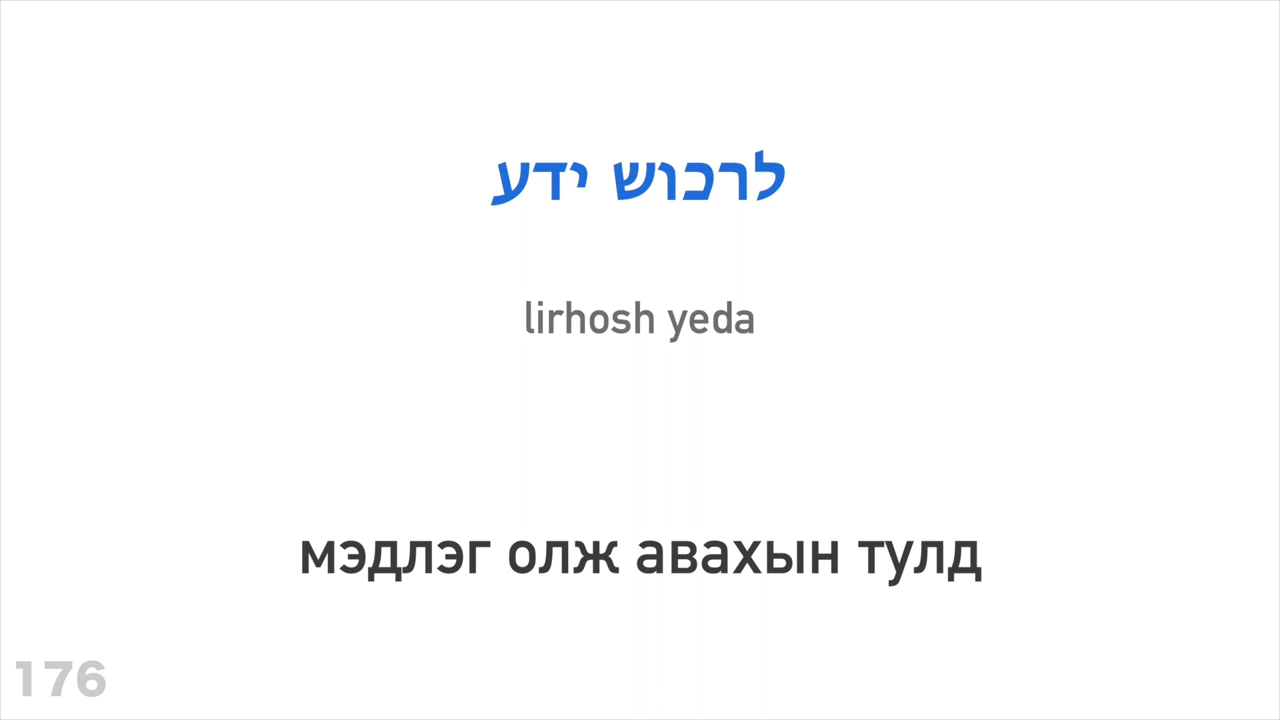 לרכוש ידע
lirhosh yeda
мэдлэг олж авахын тулд
176